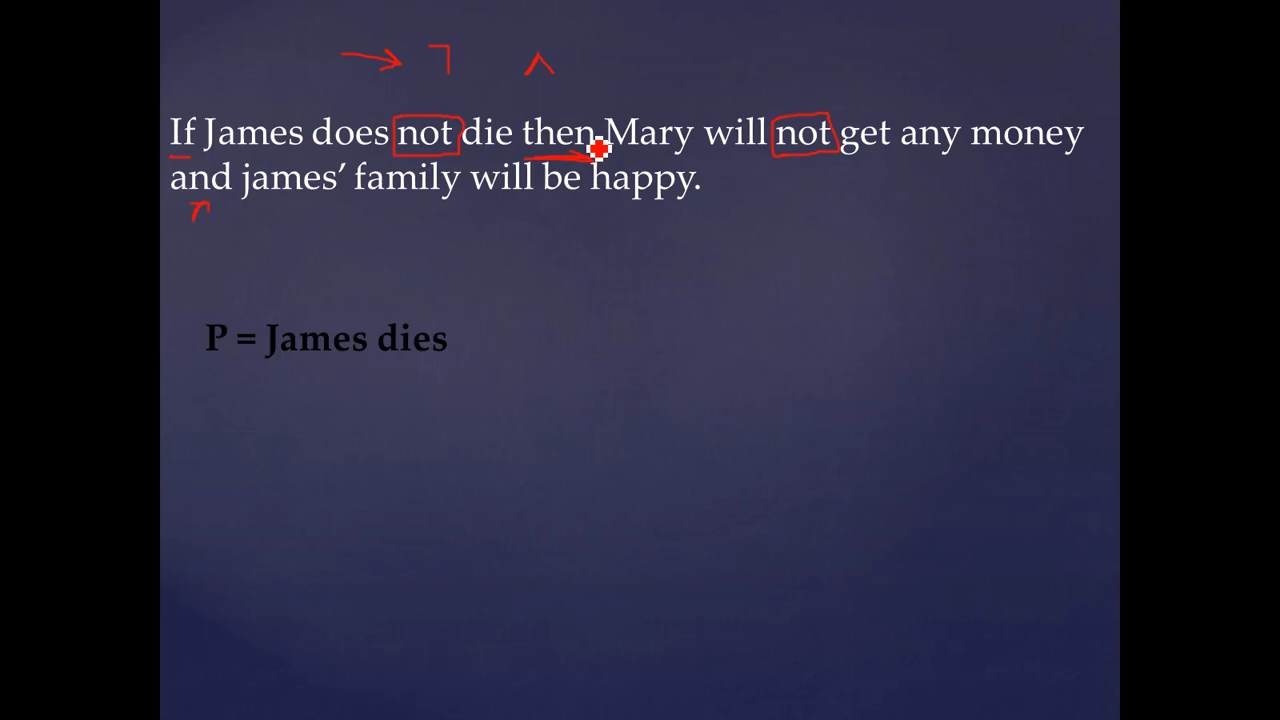 → ¬ ∧
If James does not die then Mary will not get any money
and james’ family will be happy.
P = James dies